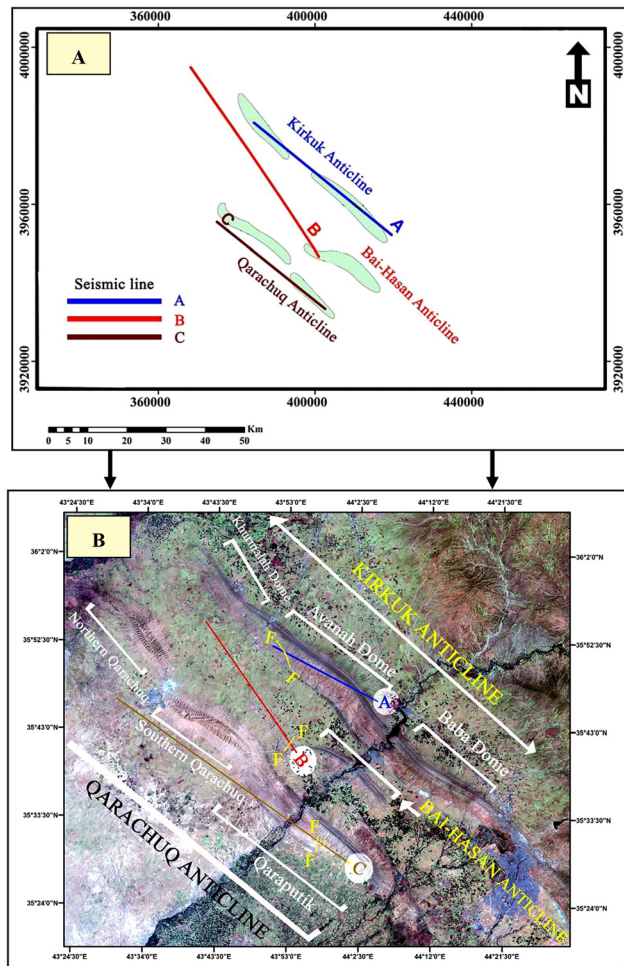 360000 400000 440000
A
4000000
4000000
N
Kirkuk Anticline
3960000
3960000
C
B
A
Bai-Hasan Anticline
Qarachuq Anticline
Seismic line
A
B
C
3920000
3920000
360000 400000 440000
0 5 10 20 30 40 50 Km
43°24'30"E 43°34'0"E 43°43'30"E 43°53'0"E 44°2'30"E 44°12'0"E 44°21'30"E
B
36°2'0"N
36°2'0"N
Dome
KIRKUK ANTICLINE
Avanah Dome
35°52'30"N
35°52'30"N
F
F
Northern Qarachuq
A
35°43'0"N
35°43'0"N
Southern Qarachuq
F
F
B
Baba Dome
35°33'30"N
35°33'30"N
BAI-HASAN ANTICLINE
QARACHUQ ANTICLINE
F
F
C
Qaraputik
35°24'0"N
35°24'0"N
43°24'30"E 43°34'0"E 43°43'30"E 43°53'0"E 44°2'30"E 44°12'0"E 44°21'30"E